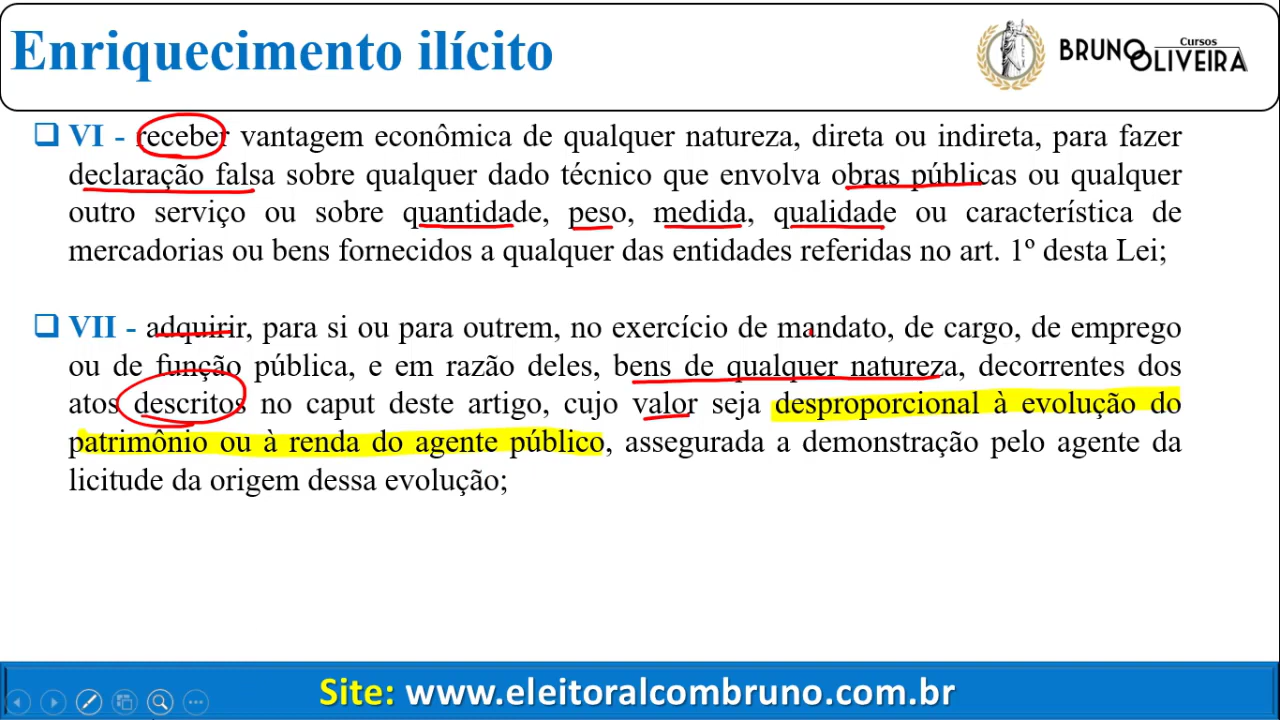 Enriquecimento ilícito
Cursos
BRUNO OLIVEIRA
VI - receber vantagem econômica de qualquer natureza, direta ou indireta, para fazer
declaração falsa sobre qualquer dado técnico que envolva obras públicas ou qualquer
outro serviço ou sobre quantidade, peso, medida, qualidade ou característica de
mercadorias ou bens fornecidos a qualquer das entidades referidas no art. 1º desta Lei;
VII - adquirir, para si ou para outrem, no exercício de mandato, de cargo, de emprego
ou de função pública, e em razão deles, bens de qualquer natureza, decorrentes dos
atos descritos no caput deste artigo, cujo valor seja desproporcional à evolução do
patrimônio ou à renda do agente público, assegurada a demonstração pelo agente da
licitude da origem dessa evolução;
Site: www.eleitoralcombruno.com.br